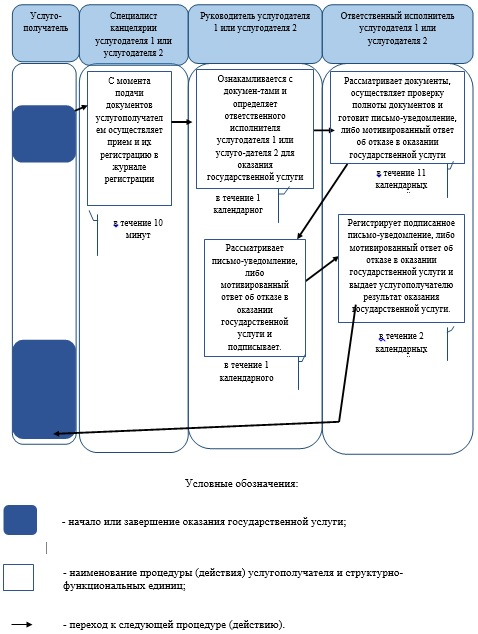 Услуго-
получатель
Специалист
канцелярии
услугодателя 1 или
услугодателя 2
Руководитель услугодателя
1 или услугодателя 2
Ответственный исполнитель
услугодателя 1 или
услугодателя 2
С момента
подачи
документов
услугополучател
ем осуществляет
прием и их
регистрацию в
журнале
регистрации
в течение 10
минут
Ознакамливается с
докумен-тами и
определяет
ответственного
исполнителя
услугодателя 1 или
услуго-дателя 2 для
оказания
государственной услуги
в течение 1
календарног
Рассматривает документы,
осуществляет проверку
полноты документов и
готовит письмо-уведомление,
либо мотивированный ответ
об отказе в оказании
государственной услуги
в течение 11
календарных
Рассматривает
письмо-уведомление,
либо
мотивированный
ответ об отказе в
оказании
государственной
услуги и
подписывает.
в течение 1
календарного
Регистрирует подписанное
письмо-уведомление, либо
мотивированный ответ об
отказе в оказании
государственной услуги и
выдает услугополучателю
результат оказания
государственной услуги.
в течение 2
календарных
Условные обозначения:
- начало или завершение оказания государственной услуги;
- наименование процедуры (действия) услугополучателя и структурно-
функциональных единиц;
- переход к следующей процедуре (действию).